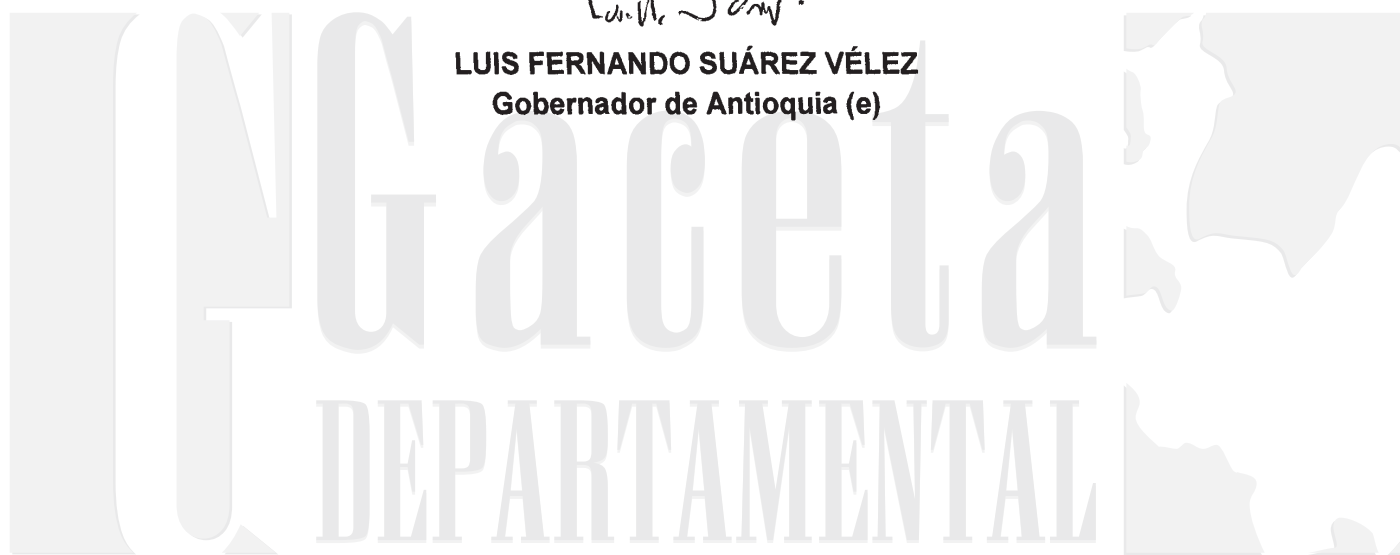 LUIS FERNANDO SUÁREZ VÉLEZ
Gobernador de Antioquia (e)
Gaceta
DEPARTAMENTAL